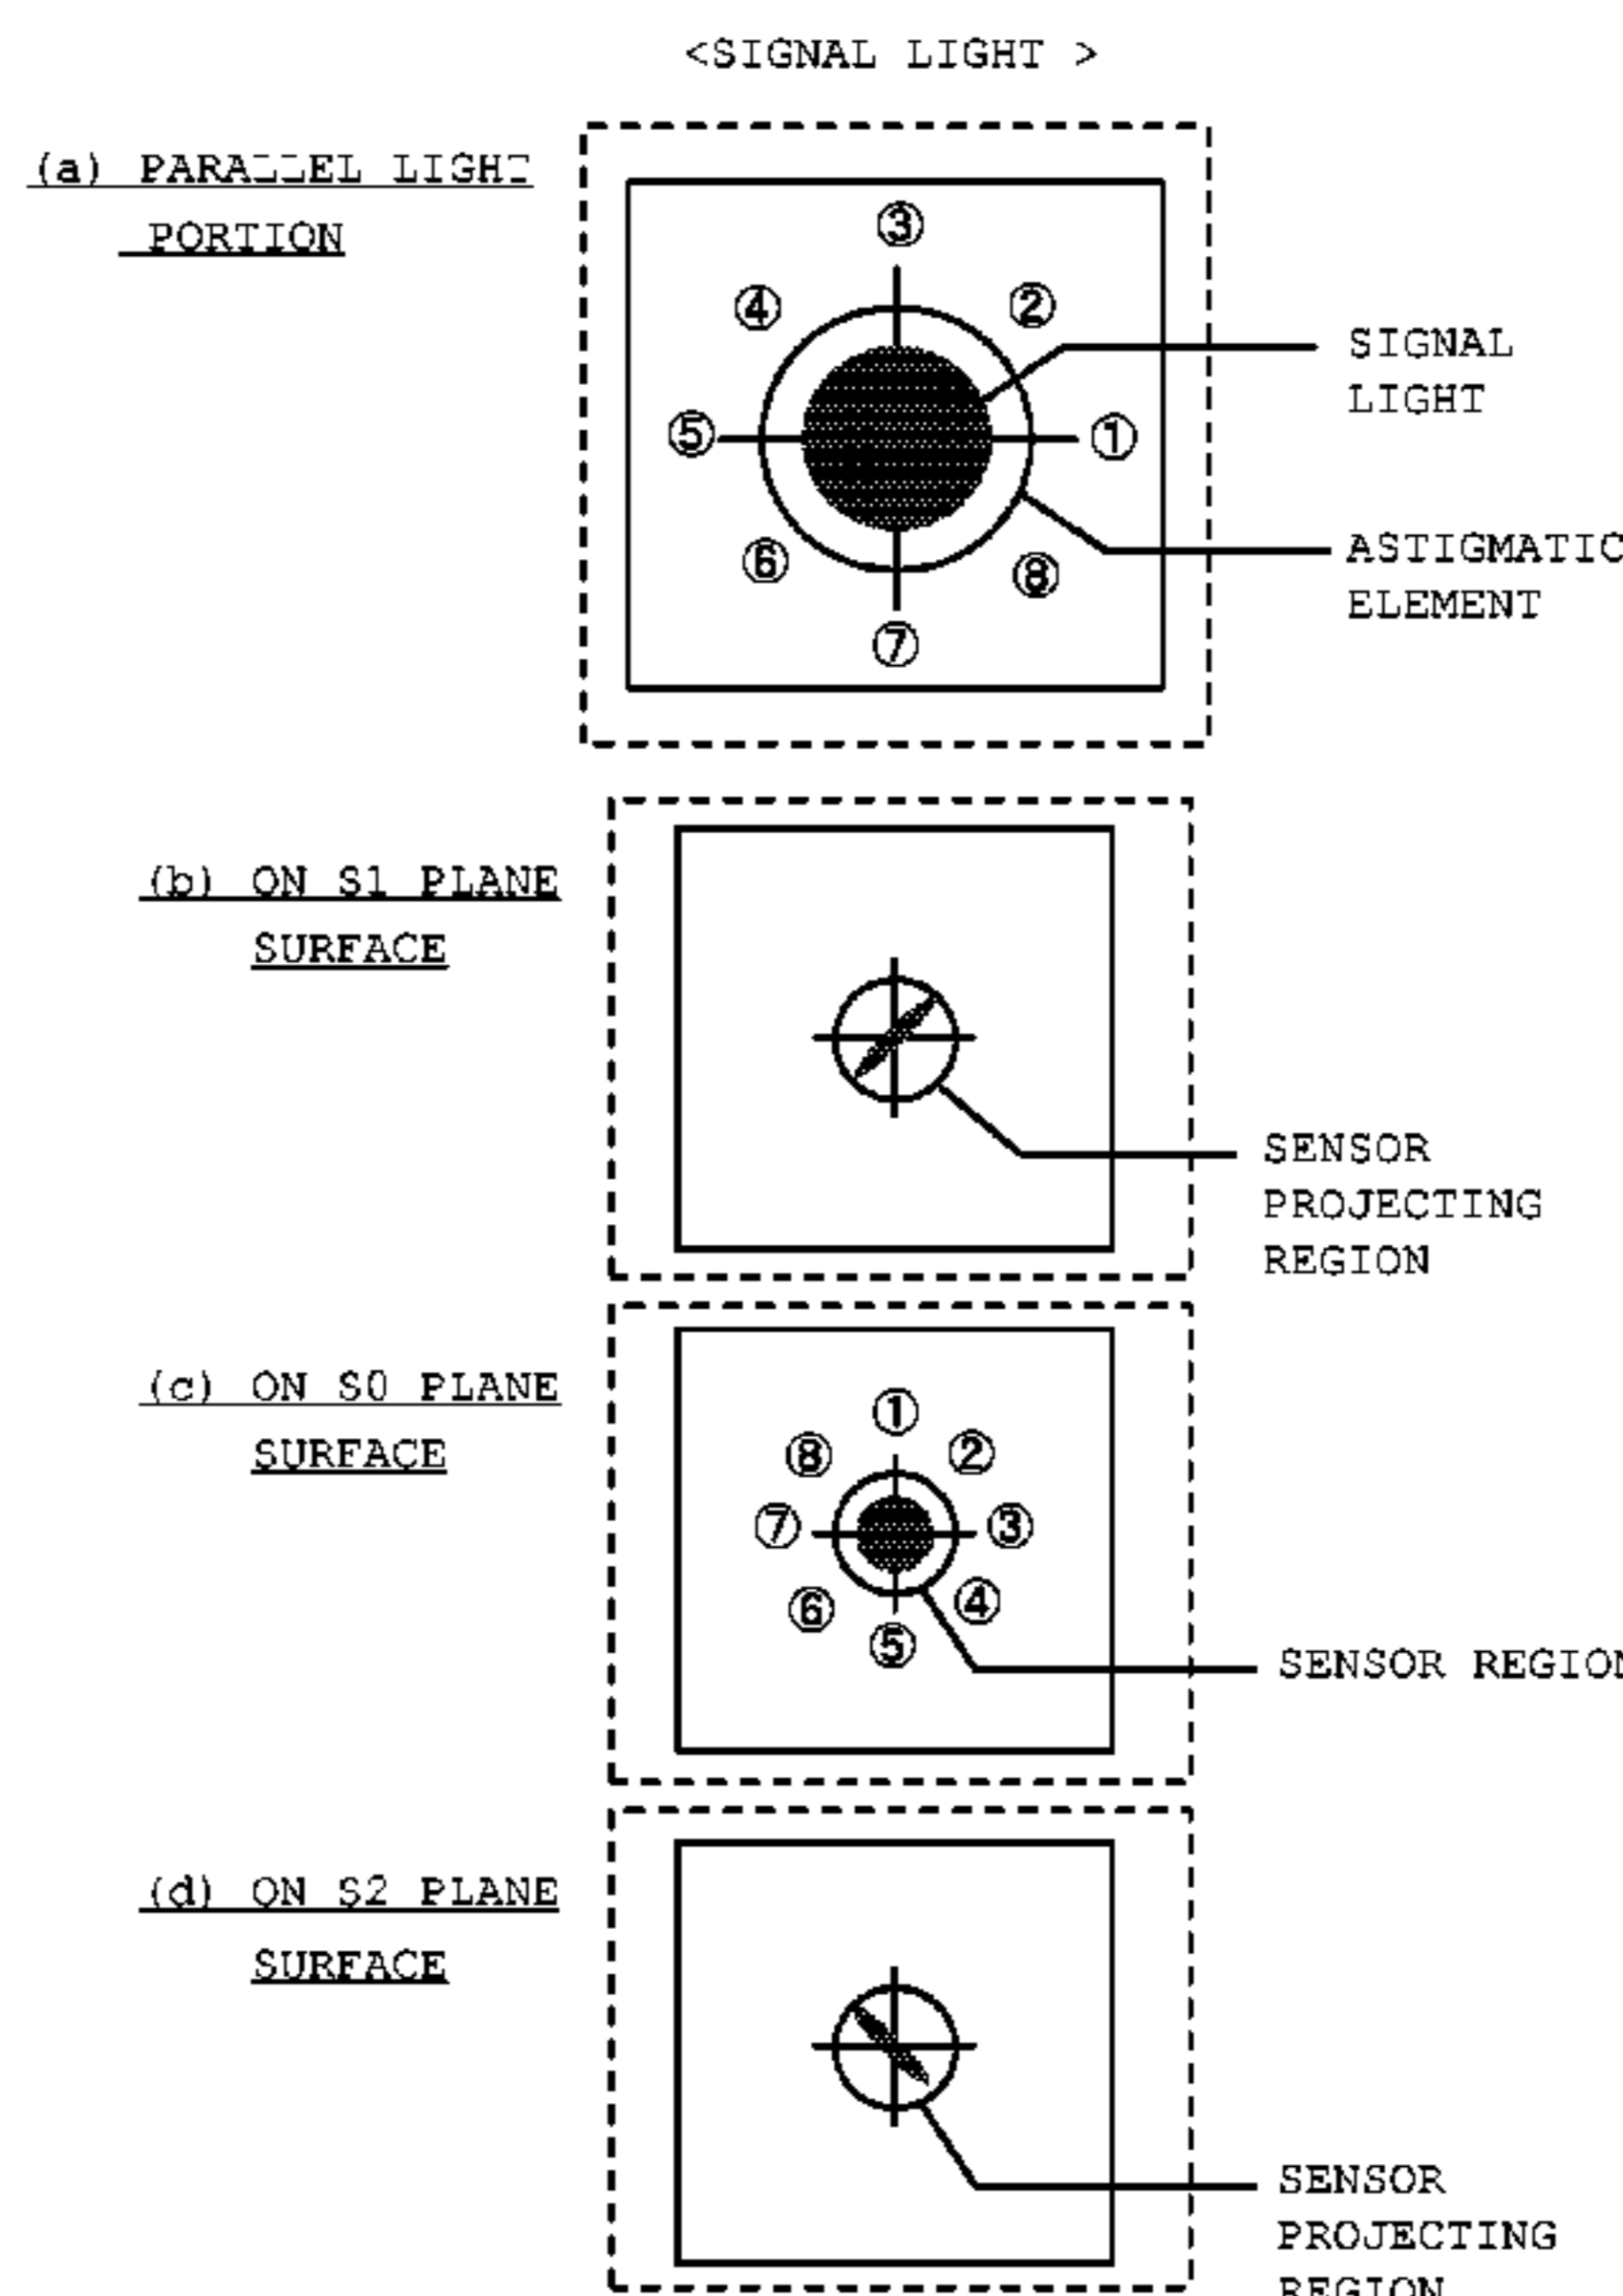 <SIGNAL LIGHT >
(a) PARALLEL LIGHT
PORTION
③
④
②
SIGNAL
LIGHT
⑤
①
ASTIGMATIC
ELEMENT
⑥
⑧
⑦
(b) ON S1 PLANE
SURFACE
SENSOR
PROJECTING
REGION
(c) ON S0 PLANE
SURFACE
①
⑧
②
⑦
③
⑥
④
⑤
SENSOR REGION
(d) ON S2 PLANE
SURFACE
SENSOR
PROJECTING
REGION